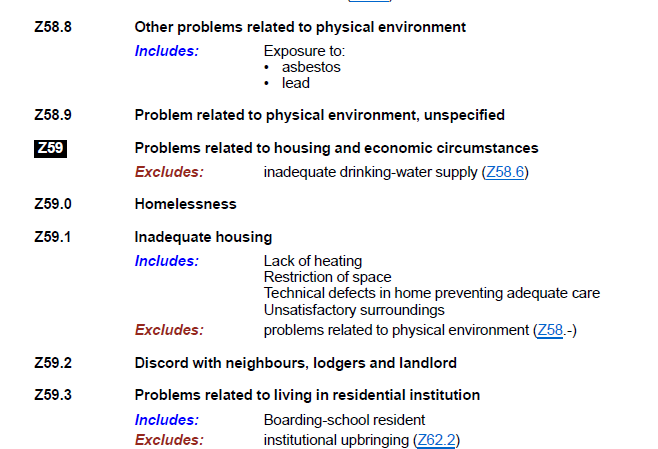 Z58.8 Other problems related to physical environment
Includes: Exposure to:
• asbestos
• lead
Z58.9 Problem related to physical environment, unspecified
Z59 Problems related to housing and economic circumstances
Excludes: inadequate drinking-water supply (Z58.6)
Z59.0 Homelessness
Z59.1 Inadequate housing
Includes: Lack of heating
Restriction of space
Technical defects in home preventing adequate care
Unsatisfactory surroundings
Excludes: problems related to physical environment (Z58.-)
Z59.2 Discord with neighbours, lodgers and landlord
Z59.3 Problems related to living in residential institution
Includes: Boarding-school resident
Excludes: institutional upbringing (Z62.2)